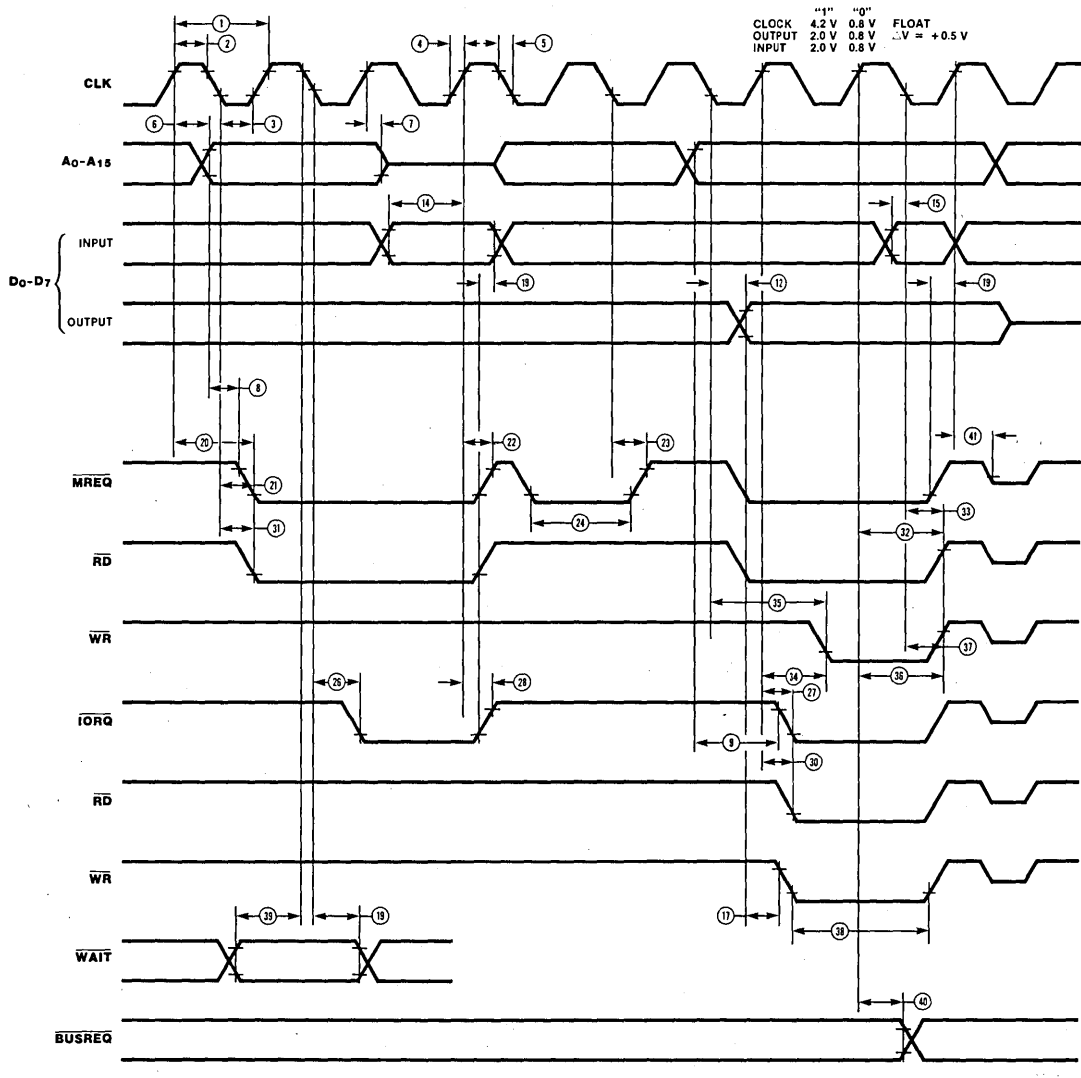 "1" "0"
CLOCK 4.2 V 0.8 V FLOAT
OUTPUT 2.0 V 0.8 V △V = +0.5 V
INPUT 2.0 V 0.8 V
1
2
4
5
CLK
6
3
7
A0-A15
14
15
INPUT
D0-D7
19
12
19
OUTPUT
8
20
22
23
41
MREQ
21
24
33
31
32
RD
35
WR
37
26
28
34
27
36
IORQ
9
30
RD
WR
39
19
17
38
WAIT
40
BUSREQ